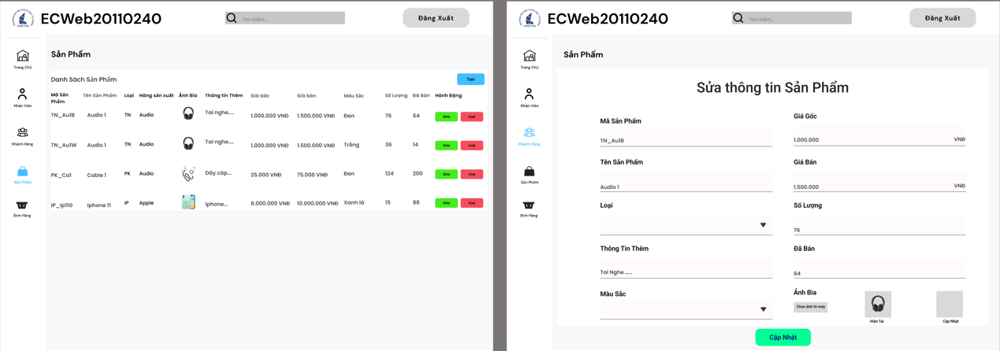 ECWeb20110240
Tìm Kiếm...
Đăng Xuất
Trang Chủ
Nhân Viên
Khách Hàng
Sản Phẩm
Đơn Hàng
Sản Phẩm
Danh Sách Sản Phẩm
Tạo
Mã Sản Phẩm Tên Sản Phẩm Loại Hãng sản xuất Ảnh Bìa Thông tin Thêm Giá Gốc Giá bán Màu Sắc Số Lượng Đã Bán Hành Động
TN_Au1B Audio 1 TN Audio Tai nghe.... 1.000.000 VNĐ 1.500.000 VNĐ Đen 76 64 Sửa Xoá
TN_Au1W Audio 1 TN Audio Tai nghe.... 1.000.000 VNĐ 1.500.000 VNĐ Trắng 36 14 Sửa Xoá
PK_Ca1 Cable 1 PK Audio Dây cáp... 25.000 VNĐ 75.000 VNĐ Đen 124 200 Sửa Xoá
IP_Ip11G Iphone 11 IP Apple Iphone... 8.000.000 VNĐ 10.000.000 VNĐ Xanh lá 15 88 Sửa Xoá
ECWeb20110240
Tìm Kiếm...
Đăng Xuất
Trang Chủ
Nhân Viên
Khách Hàng
Sản Phẩm
Đơn Hàng
Sản Phẩm
Sửa thông tin Sản Phẩm
Mã Sản Phẩm
TN_Au1B
Tên Sản Phẩm
Audio 1
Loại
Thông Tin Thêm
Tai Nghe ......
Màu Sắc
Giá Gốc
1.000.000 VNĐ
Giá Bán
1.500.000 VNĐ
Số Lượng
76
Đã Bán
64
Ảnh Bìa
Chọn ảnh từ máy
Hiện Tại
Cập Nhật
Cập Nhật